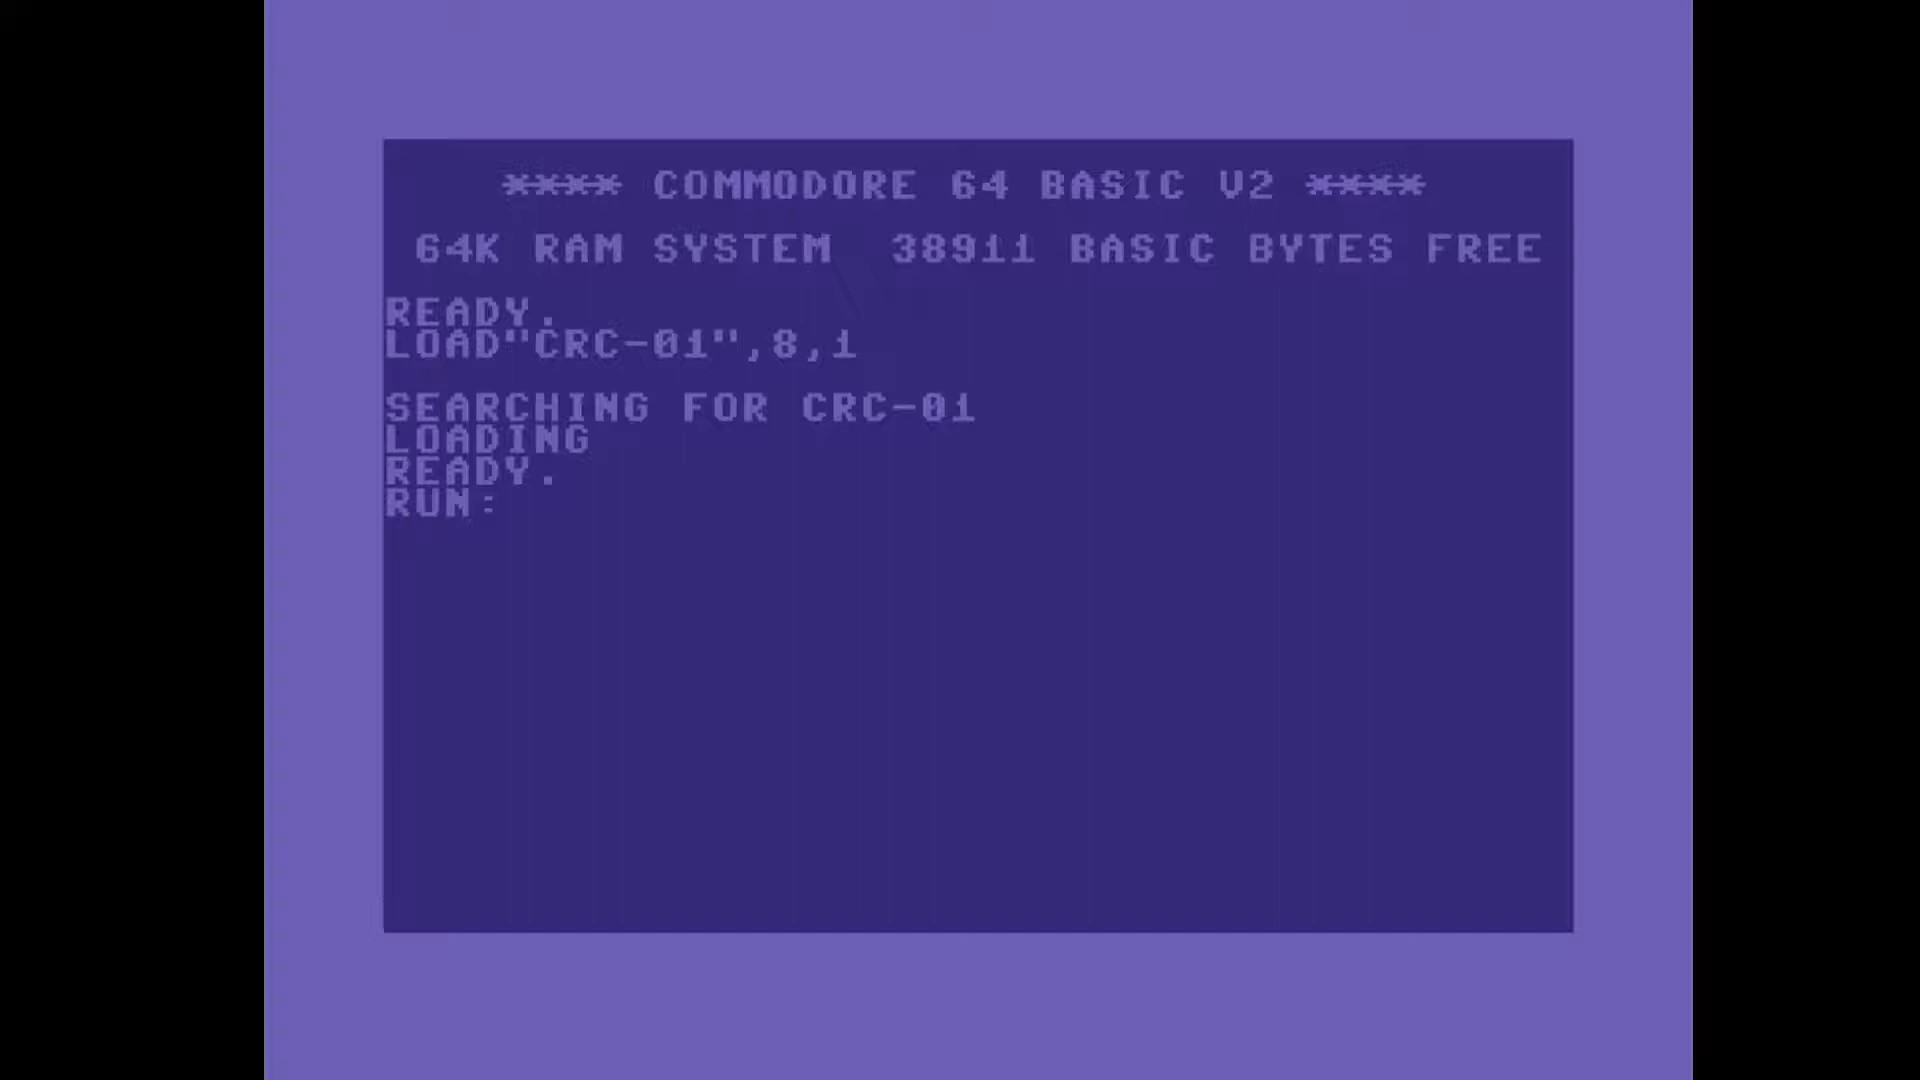 **** COMMODORE 64 BASIC V2 ****
64K RAM SYSTEM  38911 BASIC BYTES FREE
READY.
LOAD"CRC-01",8,1
SEARCHING FOR CRC-01
LOADING
READY.
RUN: